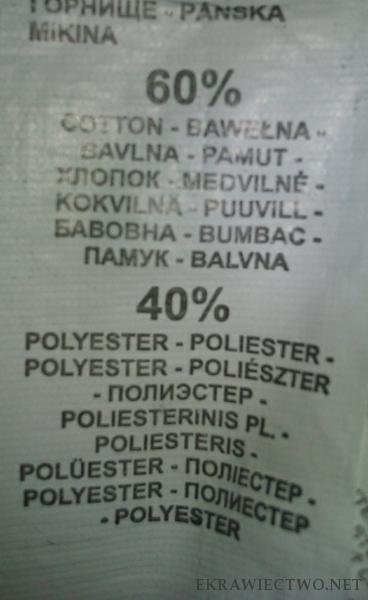 ГОРНИЩЕ - PÁNSKA
MIKINA
60%
COTTON - BAWEŁNA -
BAVLNA - PAMUT -
ХЛОПОК - MEDVILNÉ -
KOKVILNA - PUUVILL -
БАВОВНА - BUMBAC -
ПАМУК - BALVNA
40%
POLYESTER - POLIESTER -
POLYESTER - POLIÉSZTER
- ПОЛИЭСТЕР -
POLIESTERINIS PL. -
POLIESTERIS -
POLÜESTER - ПОЛІЕСТЕР -
POLYESTER - ПОЛИЕСТЕР
- POLYESTER
EKRAWIECTWO.NET